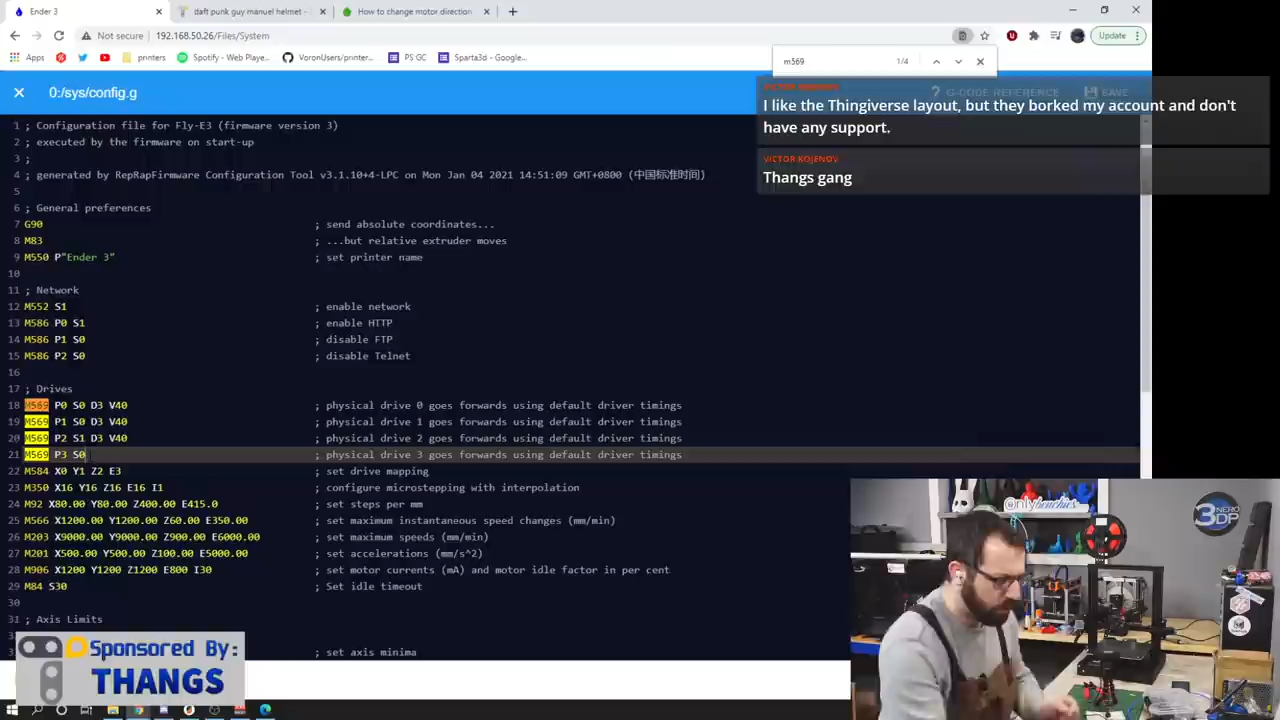 Ender 3
daft punk guy manuel helmet -
How to change motor direction
Not secure
192.168.50.26/Files/System
Update
Apps
Spotify - Web Playe...
VoronUsers/printer...
printers
PS GC
Sparta3d - Google...
m569
1/4
0:/sys/config.g
G-CODE REFERENCE
SAVE
I like the Thingiverse layout, but they borked my account and don't
have any support.
VICTOR KOJENOV
Thangs gang
1 ; Configuration file for Fly-E3 (firmware version 3)
2 ; executed by the firmware on start-up
3 ;
4 ; generated by RepRapFirmware Configuration Tool v3.1.10+4-LPC on Mon Jan 04 2021 14:51:09 GMT+0800 (中国标准时间)
5
6 ; General preferences
7 G90 ; send absolute coordinates...
8 M83 ; ...but relative extruder moves
9 M550 P"Ender 3" ; set printer name
10
11 ; Network
12 M552 S1 ; enable network
13 M586 P0 S1 ; enable HTTP
14 M586 P1 S0 ; disable FTP
15 M586 P2 S0 ; disable Telnet
16
17 ; Drives
18 M569 P0 S0 D3 V40 ; physical drive 0 goes forwards using default driver timings
19 M569 P1 S0 D3 V40 ; physical drive 1 goes forwards using default driver timings
20 M569 P2 S1 D3 V40 ; physical drive 2 goes forwards using default driver timings
21 M569 P3 S0 ; physical drive 3 goes forwards using default driver timings
22 M584 X0 Y1 Z2 E3 ; set drive mapping
23 M350 X16 Y16 Z16 E16 I1 ; configure microstepping with interpolation
24 M92 X80.00 Y80.00 Z400.00 E415.0 ; set steps per mm
25 M566 X1200.00 Y1200.00 Z60.00 E350.00 ; set maximum instantaneous speed changes (mm/min)
26 M203 X9000.00 Y9000.00 Z900.00 E6000.00 ; set maximum speeds (mm/min)
27 M201 X500.00 Y500.00 Z100.00 E5000.00 ; set accelerations (mm/s^2)
28 M906 X1200 Y1200 Z1200 E800 I30 ; set motor currents (mA) and motor idle factor in per cent
29 M84 S30 ; Set idle timeout
30
31 ; Axis Limits
; set axis minima
Sponsored By:
THANGS
@onlybenchies
3D NERO 3DP